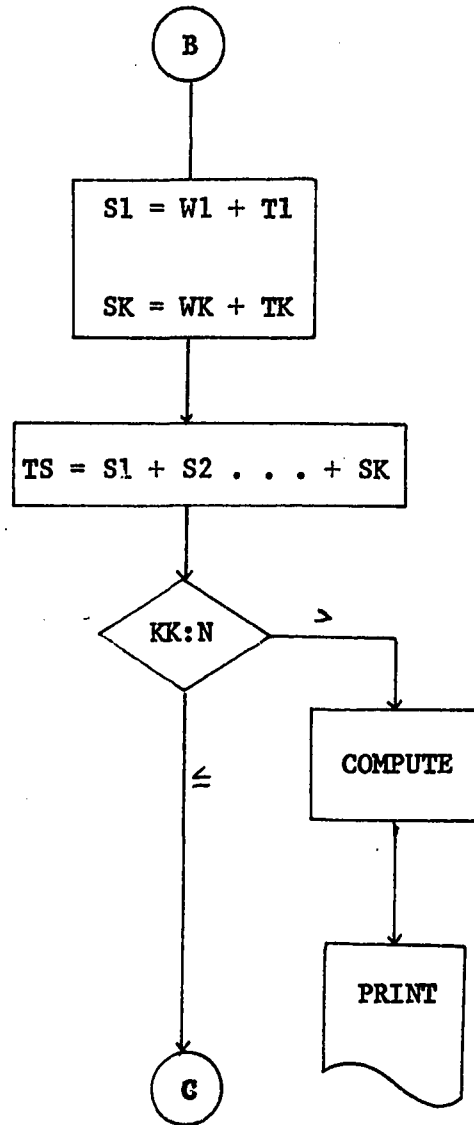 B
S1 = W1 + T1
SK = WK + TK
TS = S1 + S2 . . . + SK
KK:N
>
COMPUTE
≤
PRINT
C